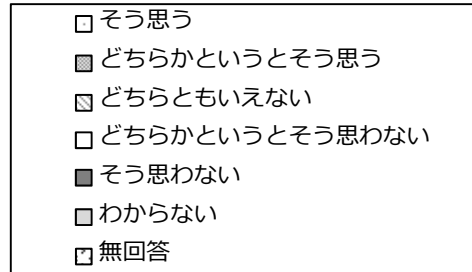 そう思う
どちらかというとそう思う
どちらともいえない
どちらかというとそう思わない
そう思わない
わからない
無回答